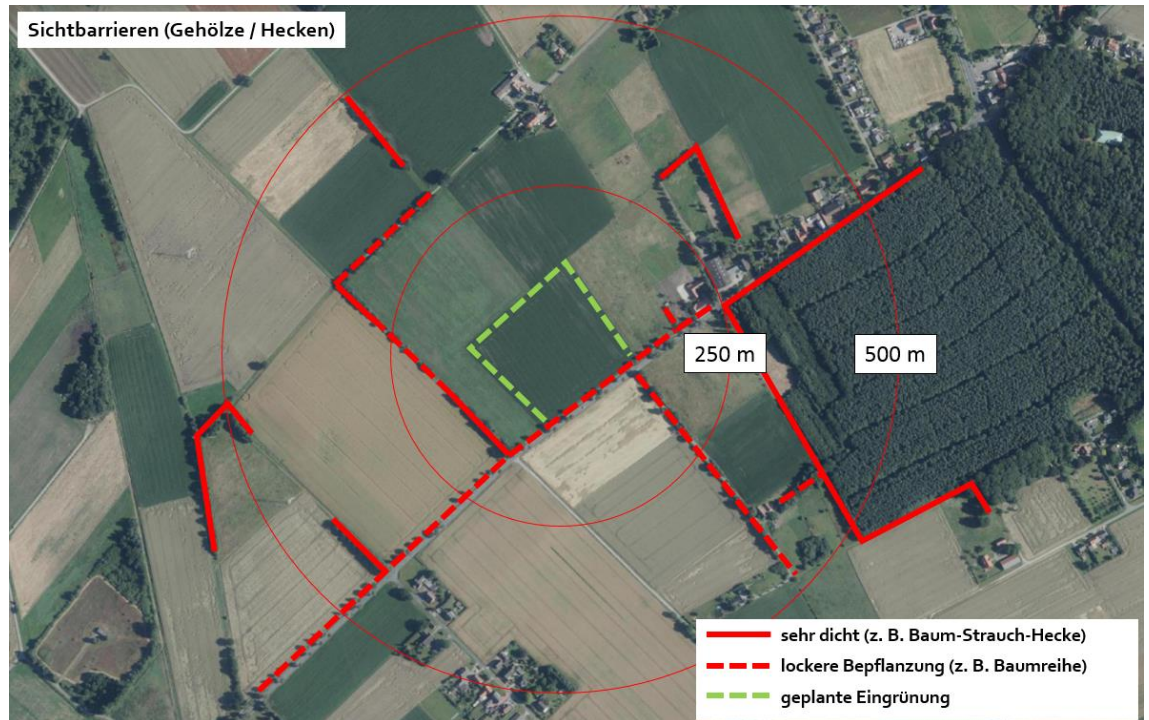 Sichtbarrieren (Gehölze / Hecken)
250 m
500 m
sehr dicht (z. B. Baum-Strauch-Hecke)
lockere Bepflanzung (z. B. Baumreihe)
geplante Eingrünung